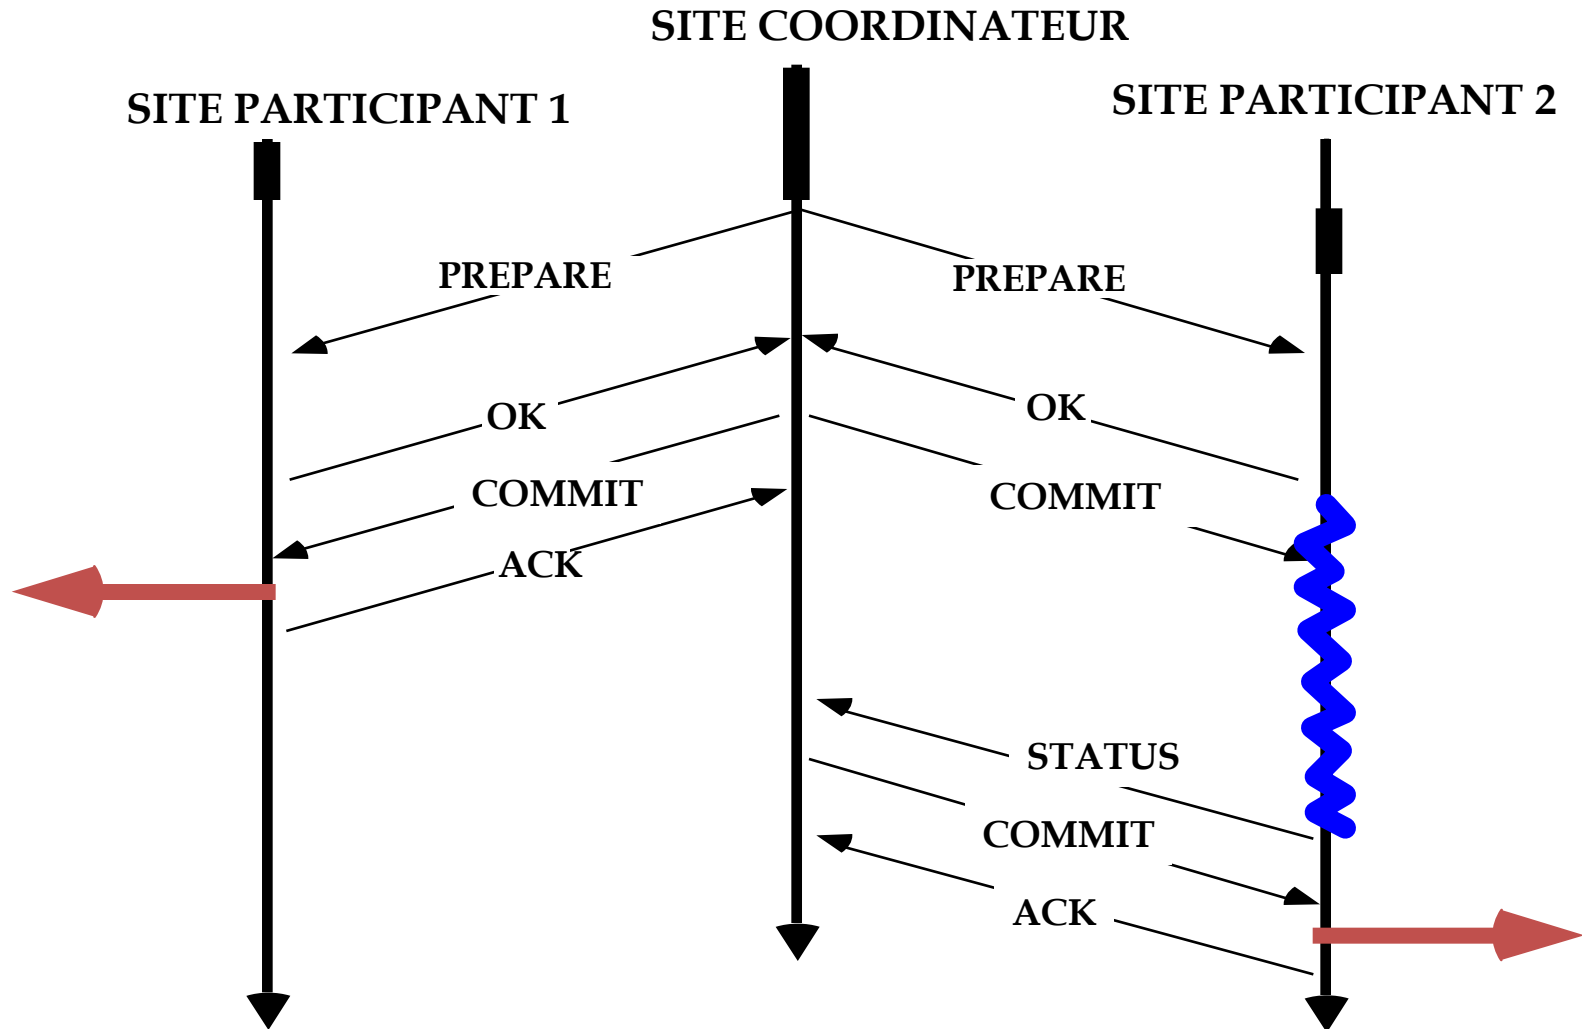 SITE COORDINATEUR
SITE PARTICIPANT 1
SITE PARTICIPANT 2
PREPARE
PREPARE
OK
OK
COMMIT
COMMIT
ACK
STATUS
COMMIT
ACK